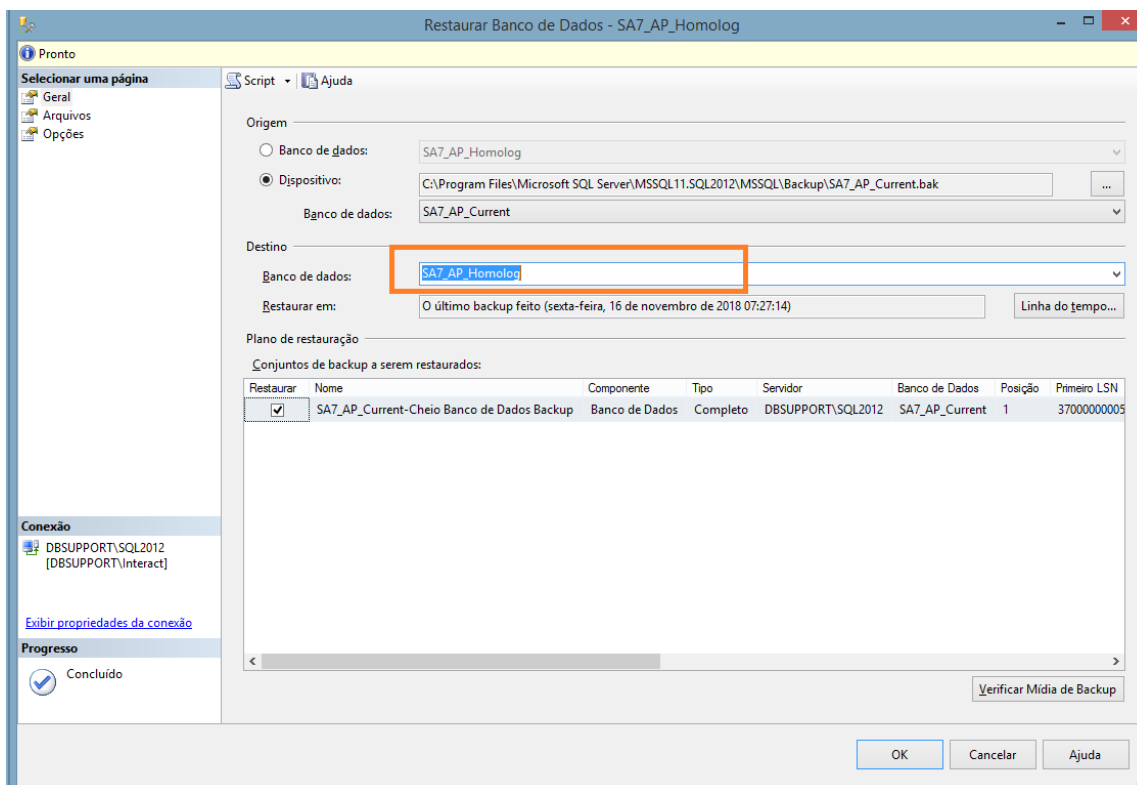 Restaurar Banco de Dados - SA7_AP_Homolog
Pronto
Selecionar uma página
Geral
Arquivos
Opções
Script
Ajuda
Origem
Banco de dados: SA7_AP_Homolog
Dispositivo: C:\Program Files\Microsoft SQL Server\MSSQL11.SQL2012\MSSQL\Backup\SA7_AP_Current.bak ...
Banco de dados: SA7_AP_Current
Destino
Banco de dados: SA7_AP_Homolog
Restaurar em: O último backup feito (sexta-feira, 16 de novembro de 2018 07:27:14) Linha do tempo...
Plano de restauração
Conjuntos de backup a serem restaurados:
Restaurar Nome Componente Tipo Servidor Banco de Dados Posição Primeiro LSN
SA7_AP_Current-Cheio Banco de Dados Backup Banco de Dados Completo DBSUPPORT\SQL2012 SA7_AP_Current 1 37000000005
Conexão
DBSUPPORT\SQL2012
[DBSUPPORT\Interact]
Exibir propriedades da conexão
Progresso
Concluído
Verificar Mídia de Backup
OK Cancelar Ajuda